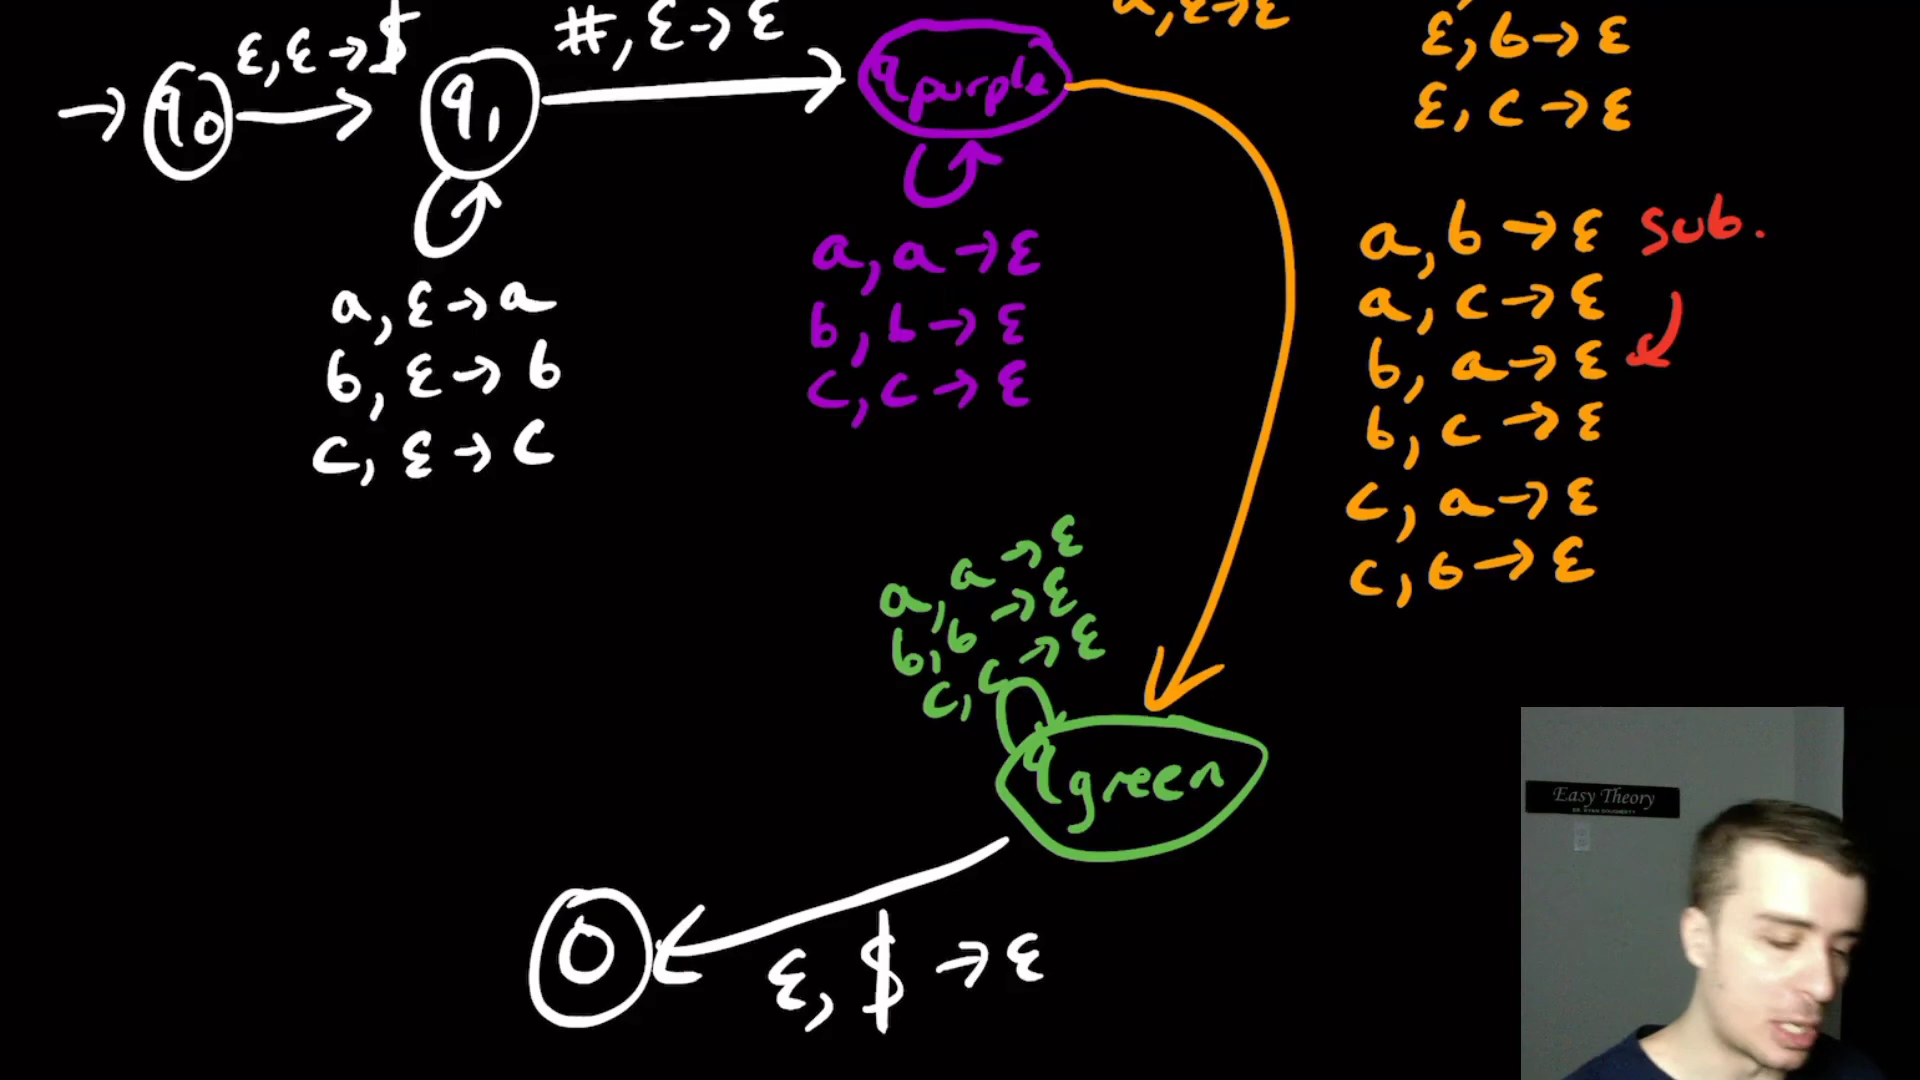 ε, ε → $
#, ε → ε
a, ε → ε
ε, b → ε
ε, c → ε
→ q0
q1
qpurple
a, b → ε sub.
a, c → ε
b, a → ε
b, c → ε
c, a → ε
c, b → ε
a, a → ε
b, b → ε
c, c → ε
a, ε → a
b, ε → b
c, ε → c
a, a → ε
b, b → ε
c, c → ε
qgreen
ε, $ → ε
Easy Theory